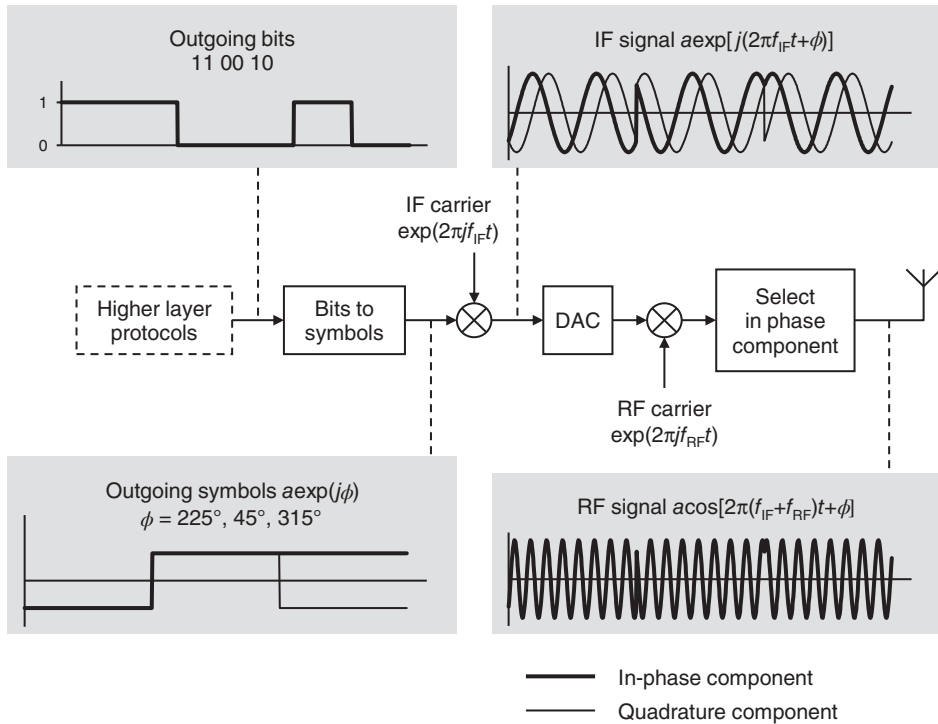 Outgoing bits
11 00 10
1
0
IF signal aexp[j(2πf_IF t+ϕ)]
IF carrier
exp(2πjf_IF t)
Higher layer
protocols
Bits to
symbols
DAC
Select
in phase
component
RF carrier
exp(2πjf_RF t)
Outgoing symbols aexp(jϕ)
ϕ = 225°, 45°, 315°
RF signal acos[2π(f_IF+f_RF)t+ϕ]
In-phase component
Quadrature component